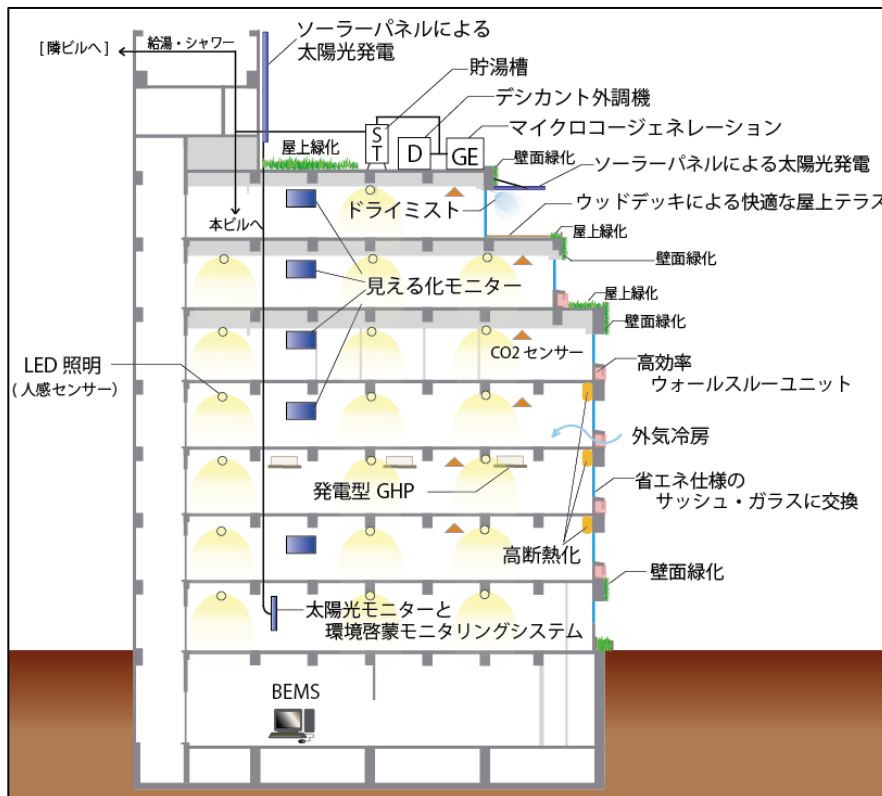 ソーラーパネルによる
太陽光発電
[ 隣ビルへ ]
給湯・シャワー
貯湯槽
デシカント外調機
マイクロコージェネレーション
S
T
D
GE
屋上緑化
壁面緑化
ソーラーパネルによる太陽光発電
ドライミスト
ウッドデッキによる快適な屋上テラス
本ビルへ
屋上緑化
壁面緑化
見える化モニター
屋上緑化
壁面緑化
CO2 センサー
LED 照明
( 人感センサー )
高効率
ウォールスルーユニット
外気冷房
発電型 GHP
省エネ仕様の
サッシュ・ガラスに交換
高断熱化
壁面緑化
太陽光モニターと
環境啓蒙モニタリングシステム
BEMS